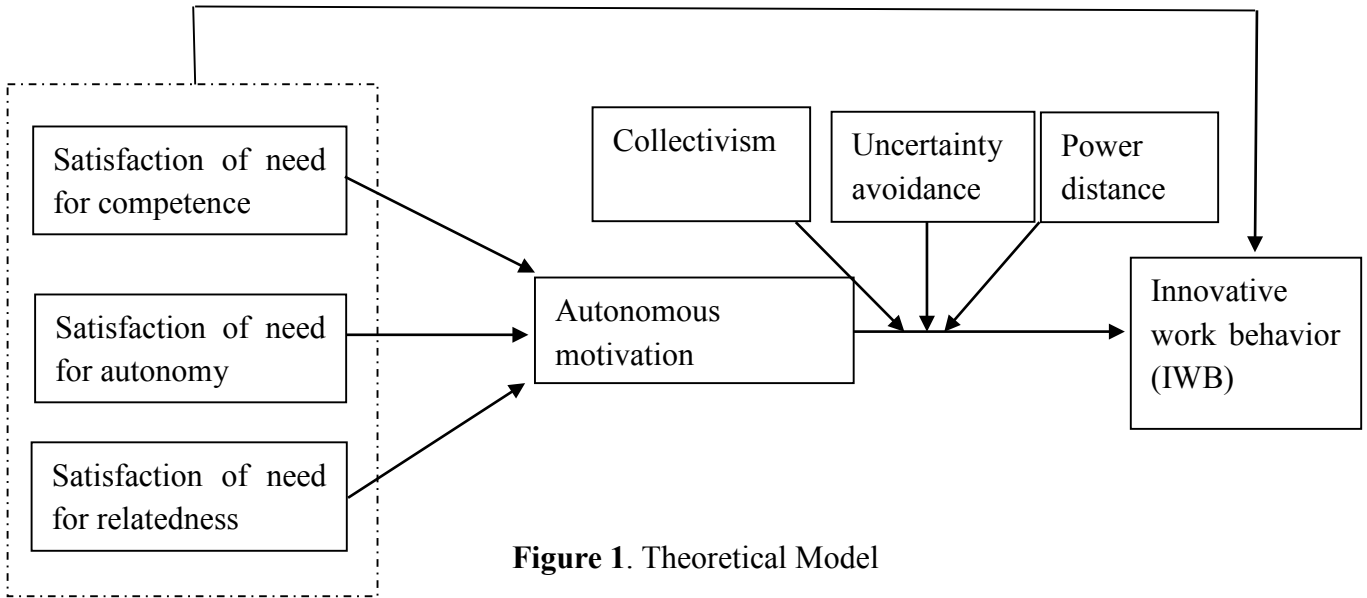 Satisfaction of need
for competence
Satisfaction of need
for autonomy
Satisfaction of need
for relatedness
Autonomous
motivation
Collectivism
Uncertainty
avoidance
Power
distance
Innovative
work behavior
(IWB)
Figure 1. Theoretical Model